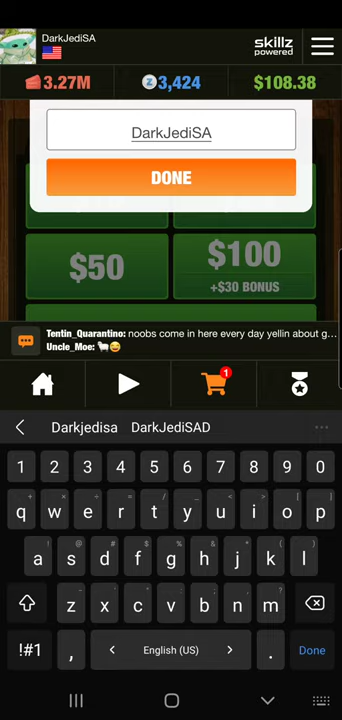 DarkJediSA
skillz
powered
3.27M
Z 3,424
$108.38
DarkJediSA
DONE
$50
$100
+$30 BONUS
Tentin_Quarantino: noobs come in here every day yellin about g...
Uncle_Moe: 🐑😂
1
Darkjedisa DarkJediSAD
1 2 3 4 5 6 7 8 9 0
q w e r t y u i o p
a s d f g h j k l
z x c v b n m
!#1 , English (US) . Done